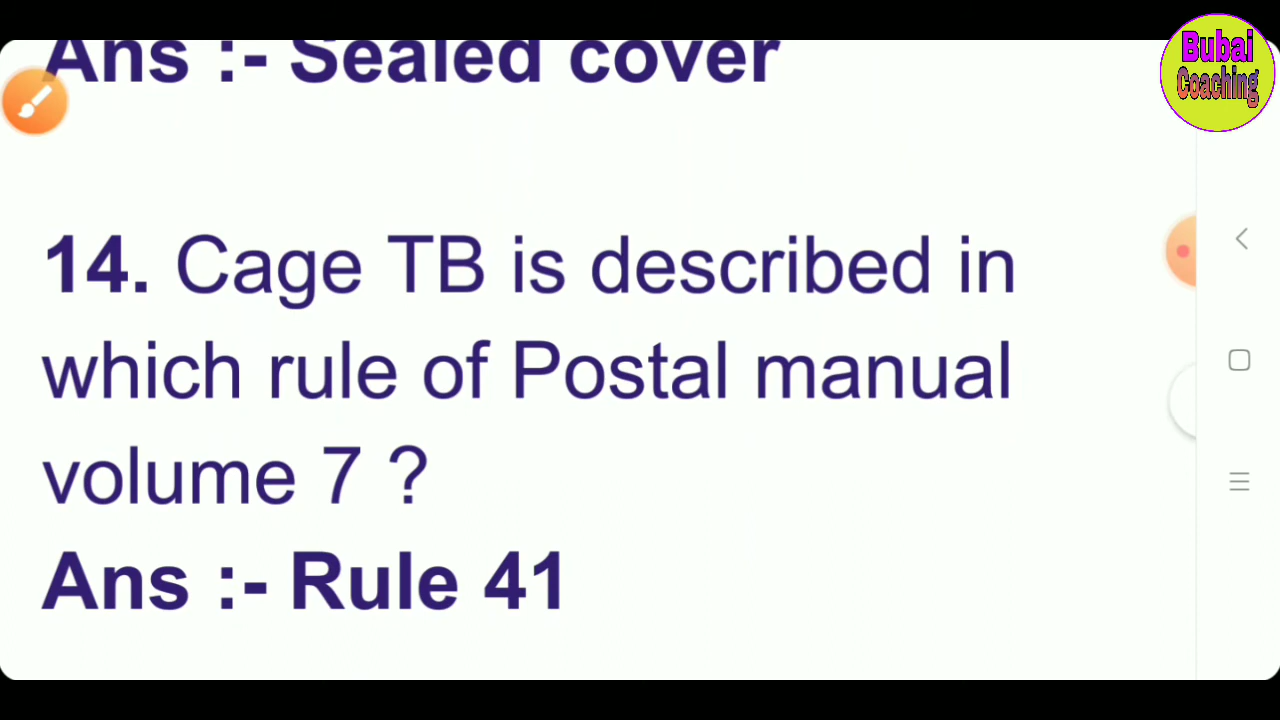 Ans :- Sealed cover
Bubai
Coaching
14. Cage TB is described in
which rule of Postal manual
volume 7 ?
Ans :- Rule 41